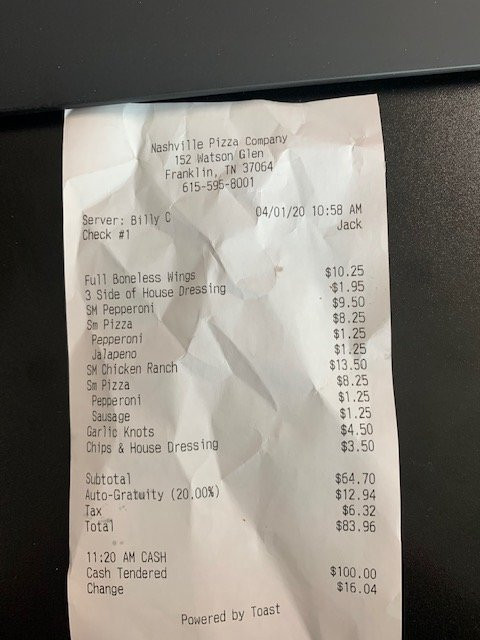 Nashville Pizza Company
152 Watson Glen
Franklin, TN 37064
615-595-8001
Server: Billy C 04/01/20 10:58 AM
Check #1 Jack
Full Boneless Wings $10.25
3 Side of House Dressing $1.95
SM Pepperoni $9.50
Sm Pizza $8.25
Pepperoni $1.25
Jalapeno $1.25
SM Chicken Ranch $13.50
Sm Pizza $8.25
Pepperoni $1.25
Sausage $1.25
Garlic Knots $4.50
Chips & House Dressing $3.50
Subtotal $64.70
Auto-Gratuity (20.00%) $12.94
Tax $6.32
Total $83.96
11:20 AM CASH
Cash Tendered $100.00
Change $16.04
Powered by Toast